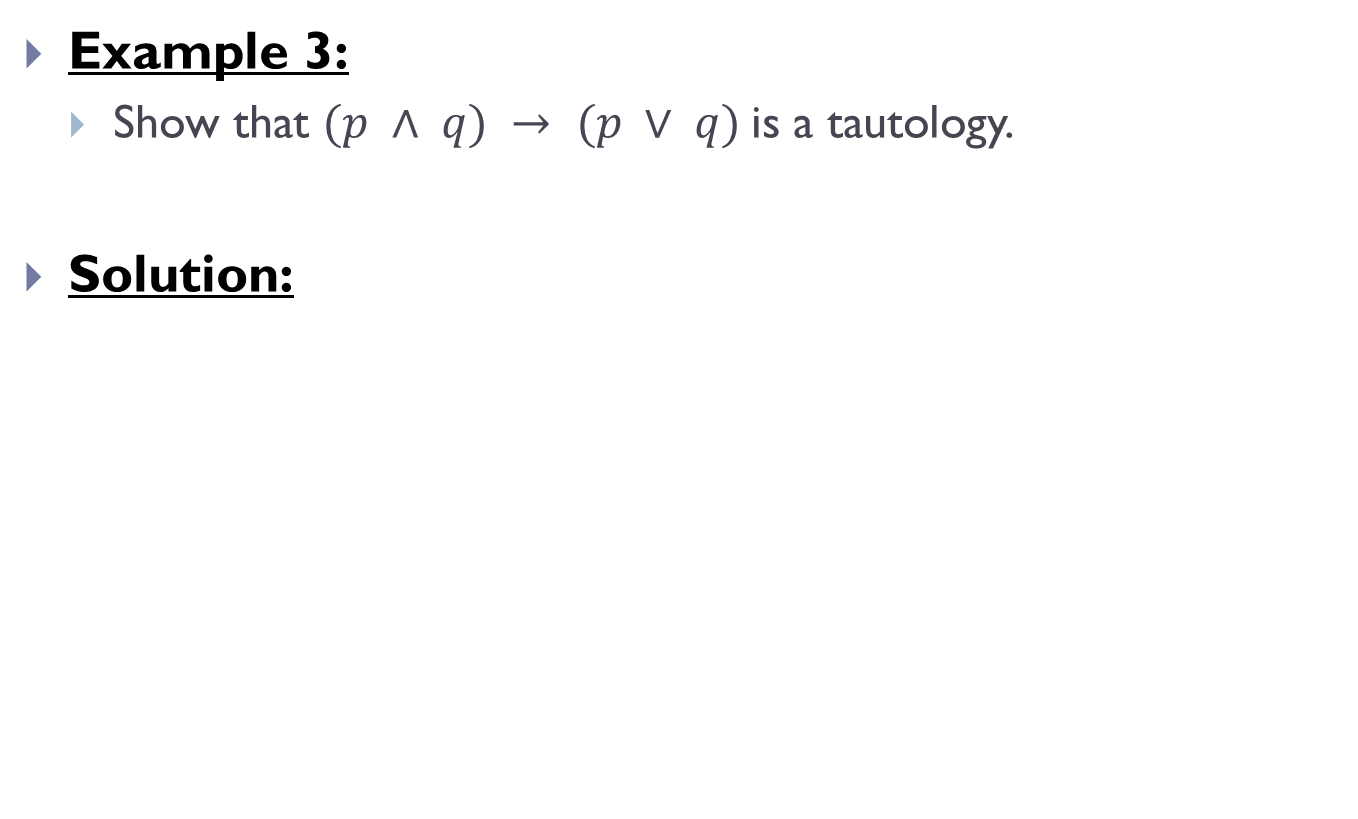 Example 3:
Show that (p ∧ q) → (p ∨ q) is a tautology.
Solution: